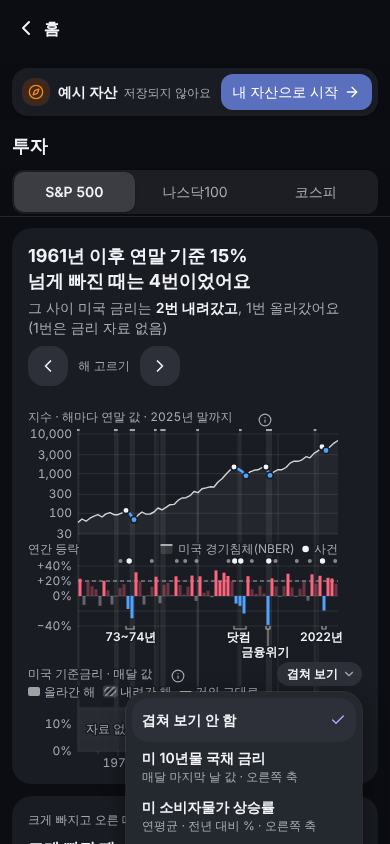 홈
예시 자산 저장되지 않아요 내 자산으로 시작
투자
S&P 500 나스닥100 코스피
1961년 이후 연말 기준 15%
넘게 빠진 때는 4번이었어요
그 사이 미국 금리는 2번 내려갔고, 1번 올라갔어요
(1번은 금리 자료 없음)
해 고르기
지수 · 해마다 연말 값 · 2025년 말까지
10,000
3,000
1,000
300
100
30
연간 등락 미국 경기침체(NBER) 사건
+40%
+20%
0%
−40%
73~74년 닷컴 2022년
금융위기
미국 기준금리 · 매달 값 겹쳐 보기
올라간 해 내려간 해 거의 그대로
10% 자료 없
0%
197
겹쳐 보기 안 함
미 10년물 국채 금리
매달 마지막 날 값 · 오른쪽 축
미 소비자물가 상승률
연평균 · 전년 대비 % · 오른쪽 축
크게 빠지고 오른